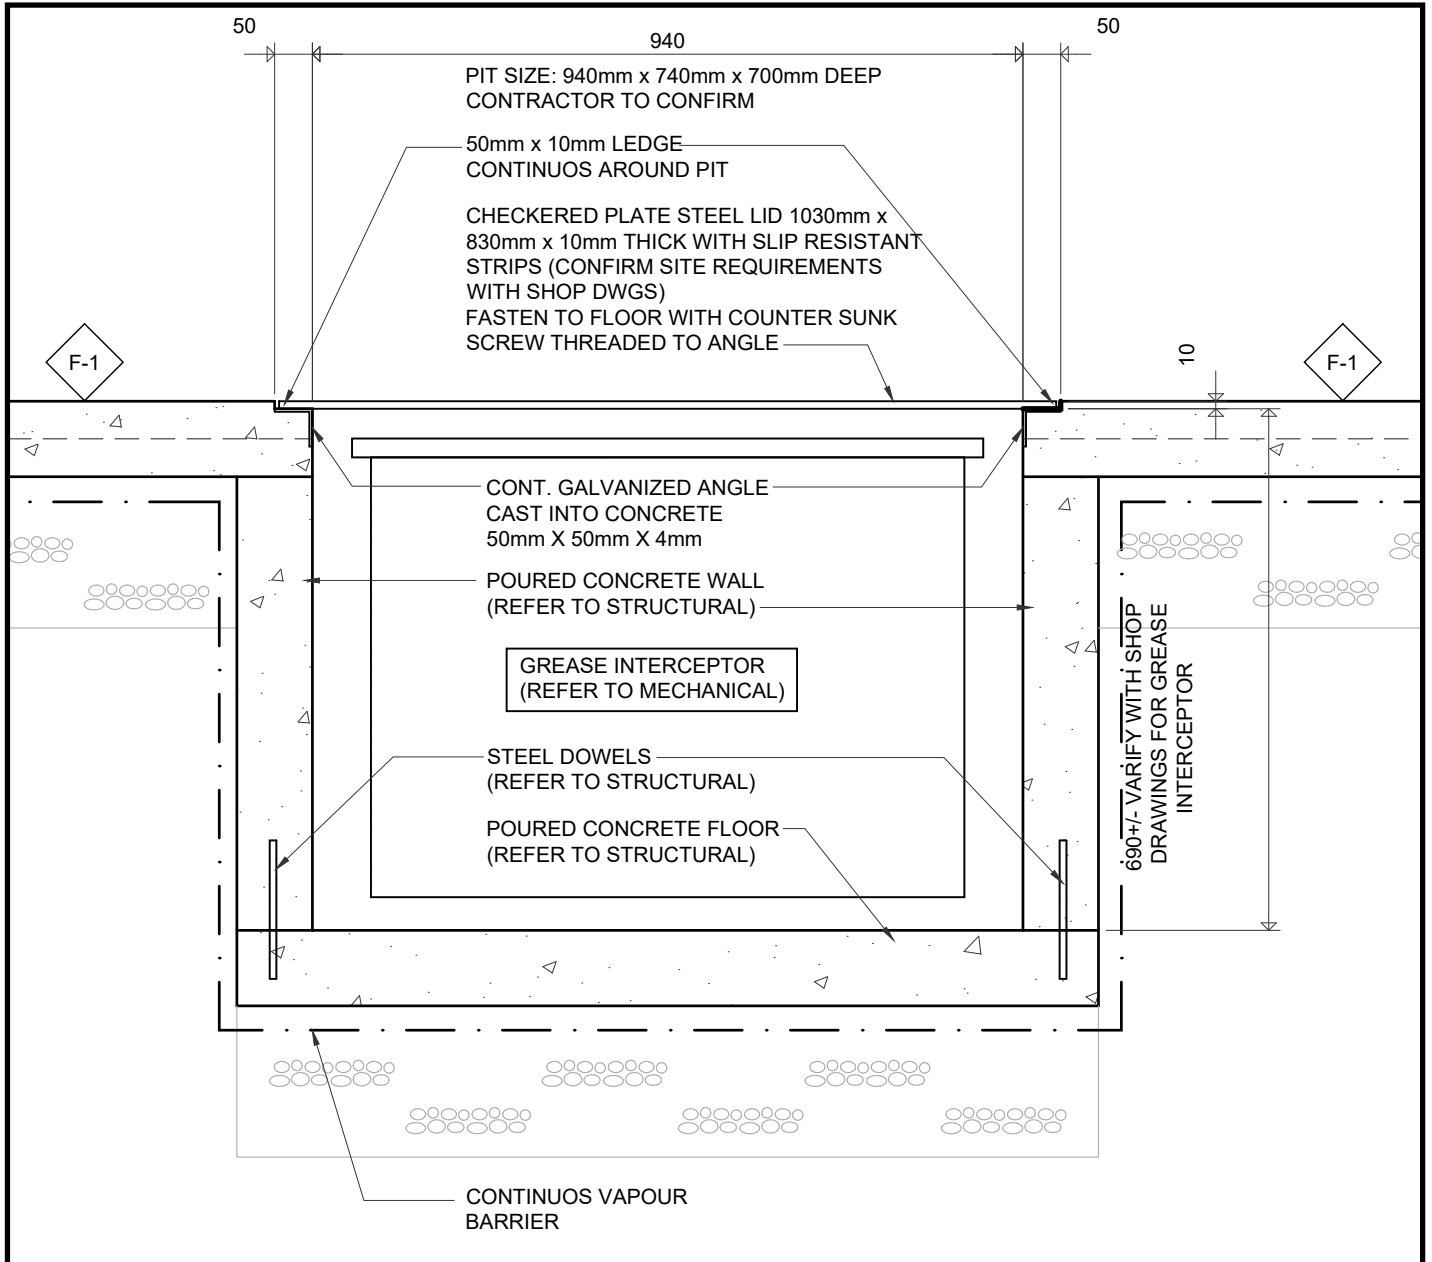 50
940
50
PIT SIZE: 940mm x 740mm x 700mm DEEP
CONTRACTOR TO CONFIRM
50mm x 10mm LEDGE
CONTINUOS AROUND PIT
CHECKERED PLATE STEEL LID 1030mm x
830mm x 10mm THICK WITH SLIP RESISTANT
STRIPS (CONFIRM SITE REQUIREMENTS
WITH SHOP DWGS)
FASTEN TO FLOOR WITH COUNTER SUNK
SCREW THREADED TO ANGLE
F-1
10
F-1
CONT. GALVANIZED ANGLE
CAST INTO CONCRETE
50mm X 50mm X 4mm
POURED CONCRETE WALL
(REFER TO STRUCTURAL)
GREASE INTERCEPTOR
(REFER TO MECHANICAL)
690+/- VARIFY WITH SHOP
DRAWINGS FOR GREASE
INTERCEPTOR
STEEL DOWELS
(REFER TO STRUCTURAL)
POURED CONCRETE FLOOR
(REFER TO STRUCTURAL)
CONTINUOS VAPOUR
BARRIER